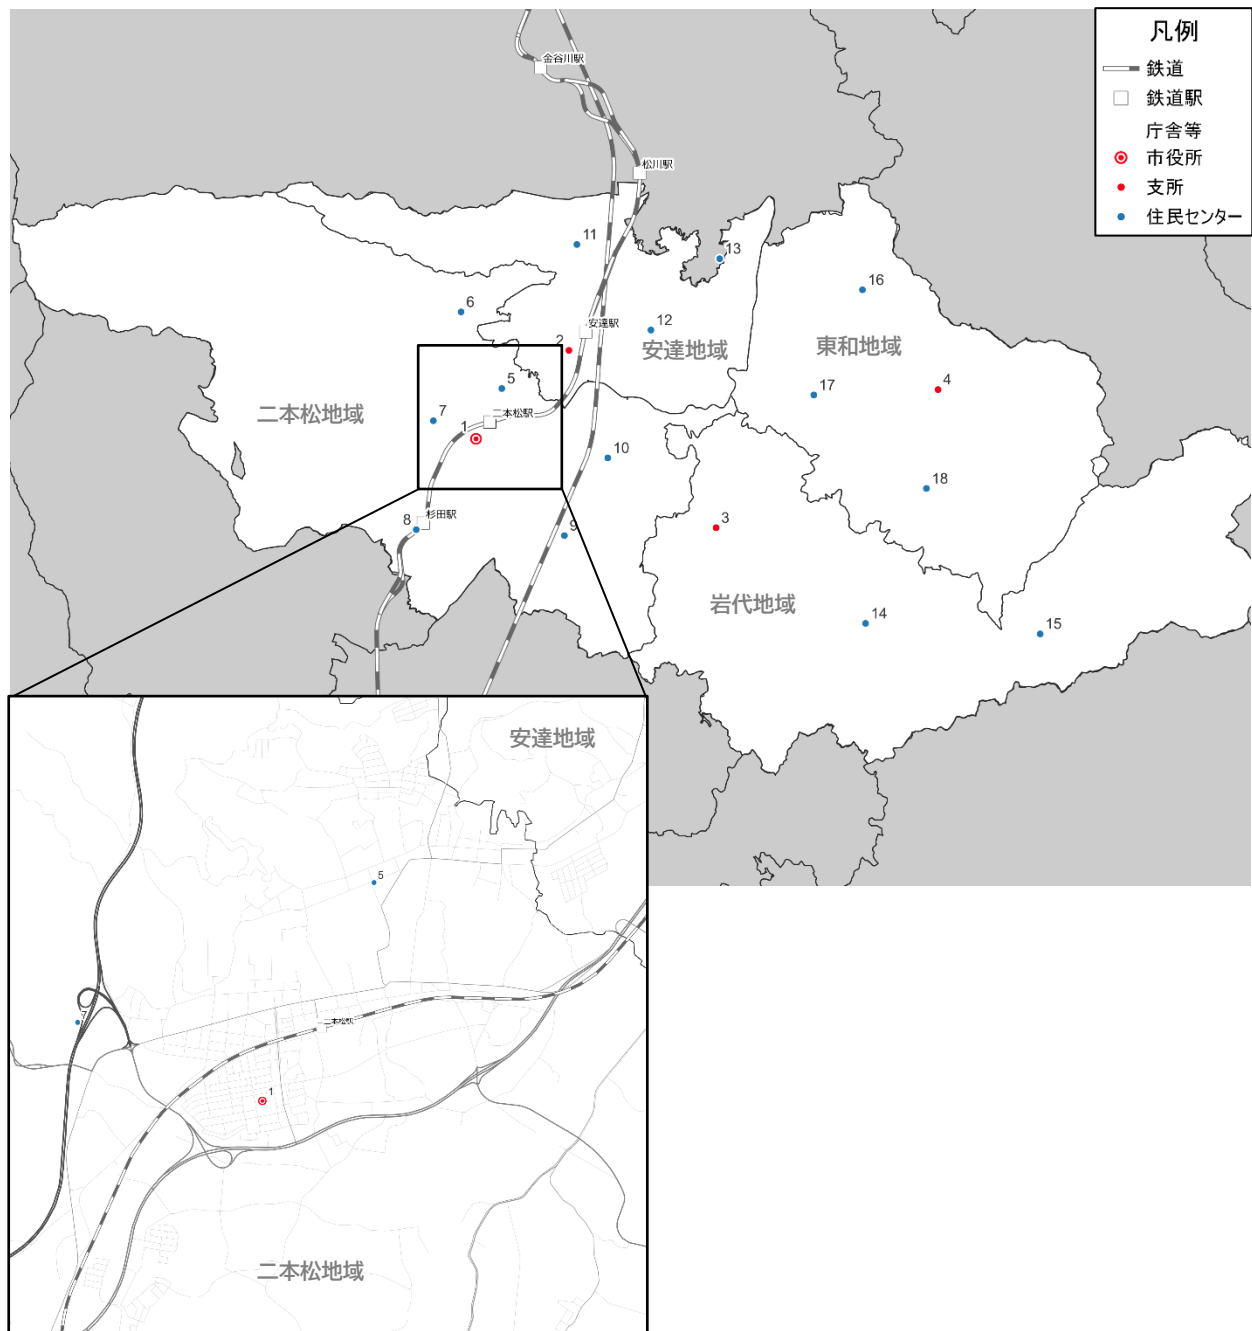 凡例
鉄道
鉄道駅
庁舎等
市役所
支所
住民センター
金谷川駅
松川駅
11
13
16
6
安達駅
12
2
安達地域
東和地域
5
4
17
二本松地域
7
二本松駅
1
10
18
杉田駅
8
3
9
岩代地域
14
15
安達地域
5
7
二本松駅
1
二本松地域